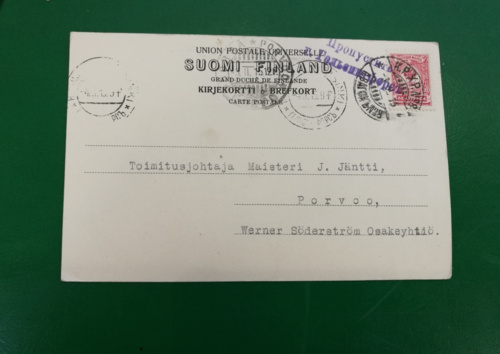 UNION POSTALE UNIVERSELLE
SUOMI FINLAND
GRAND DUCHÉ DE FINLANDE
KIRJEKORTTI & BREFKORT
CARTE POSTALE
Toimitusjohtaja Maisteri J. Jäntti,
Porvoo,
Werner Söderström Osakeyhtiö.